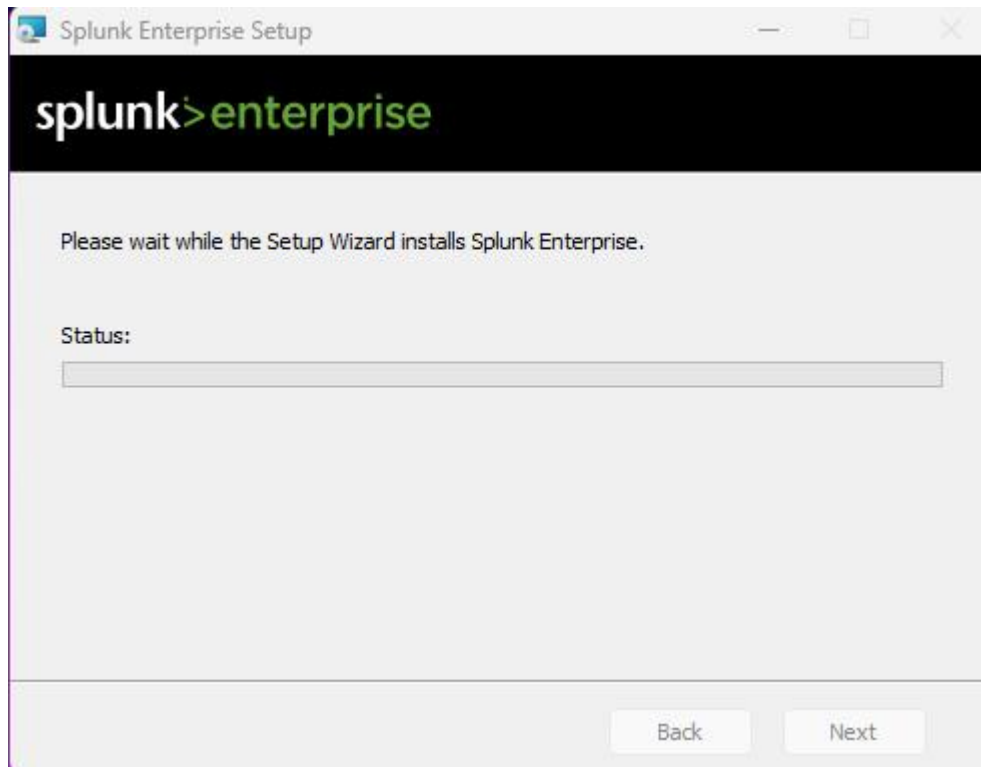 Splunk Enterprise Setup
splunk>enterprise
Please wait while the Setup Wizard installs Splunk Enterprise.
Status:
Back Next